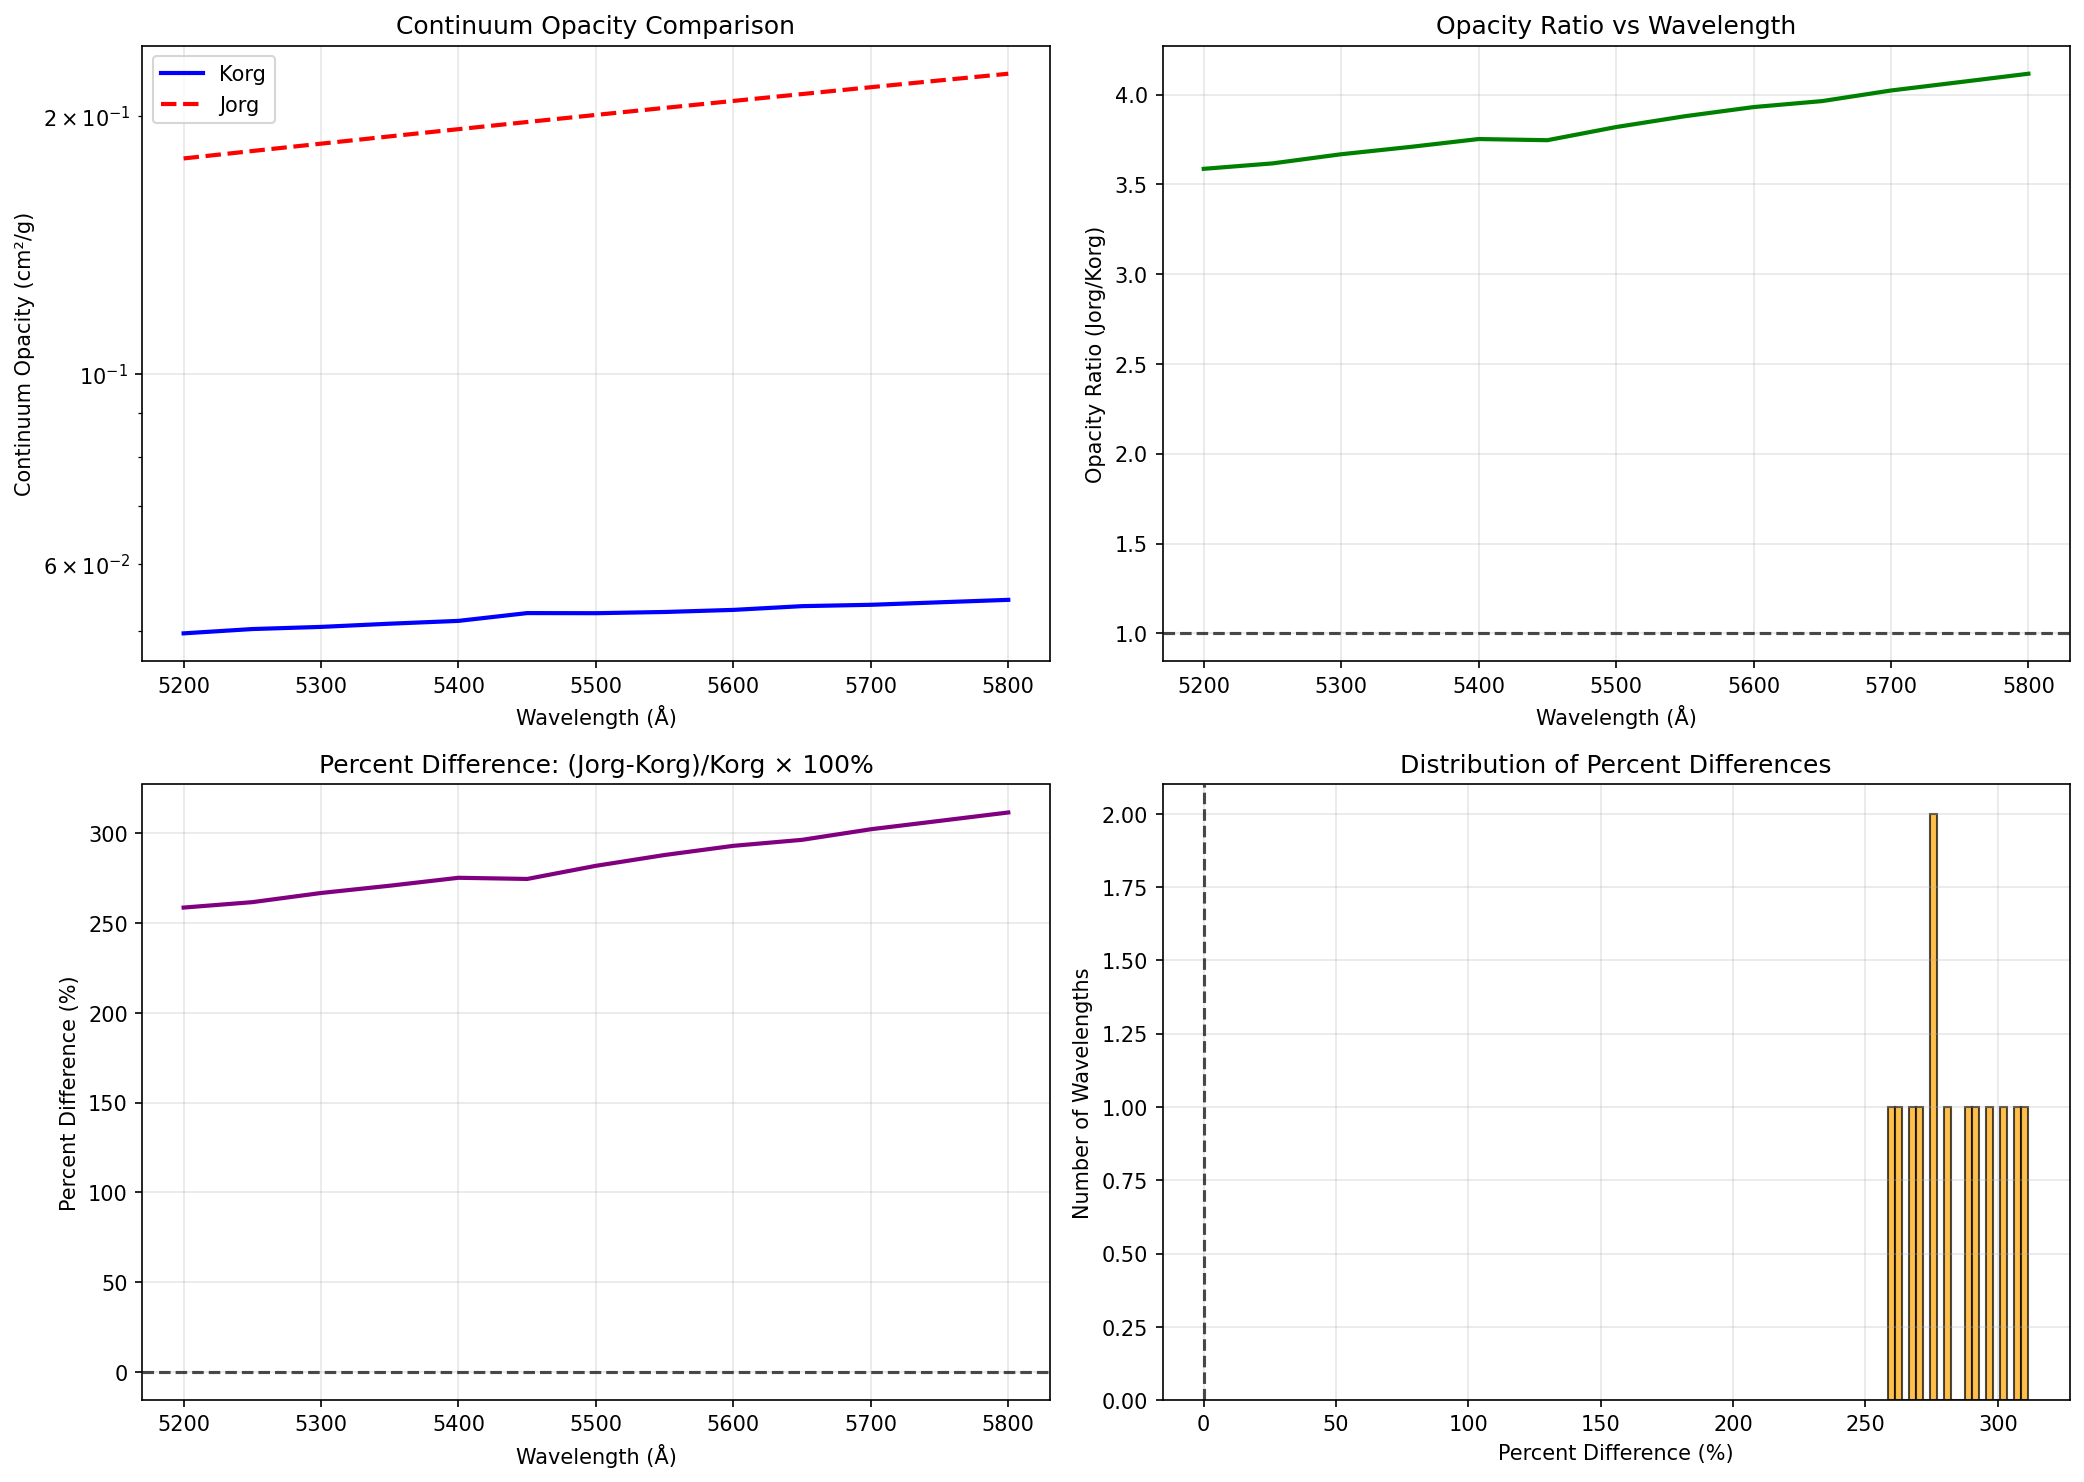 Continuum Opacity Comparison
Korg
Jorg
2 × 10⁻¹
10⁻¹
6 × 10⁻²
Continuum Opacity (cm²/g)
5200 5300 5400 5500 5600 5700 5800
Wavelength (Å)
Opacity Ratio vs Wavelength
4.0
3.5
3.0
2.5
2.0
1.5
1.0
Opacity Ratio (Jorg/Korg)
5200 5300 5400 5500 5600 5700 5800
Wavelength (Å)
Percent Difference: (Jorg-Korg)/Korg × 100%
300
250
200
150
100
50
0
Percent Difference (%)
5200 5300 5400 5500 5600 5700 5800
Wavelength (Å)
Distribution of Percent Differences
2.00
1.75
1.50
1.25
1.00
0.75
0.50
0.25
0.00
Number of Wavelengths
0 50 100 150 200 250 300
Percent Difference (%)